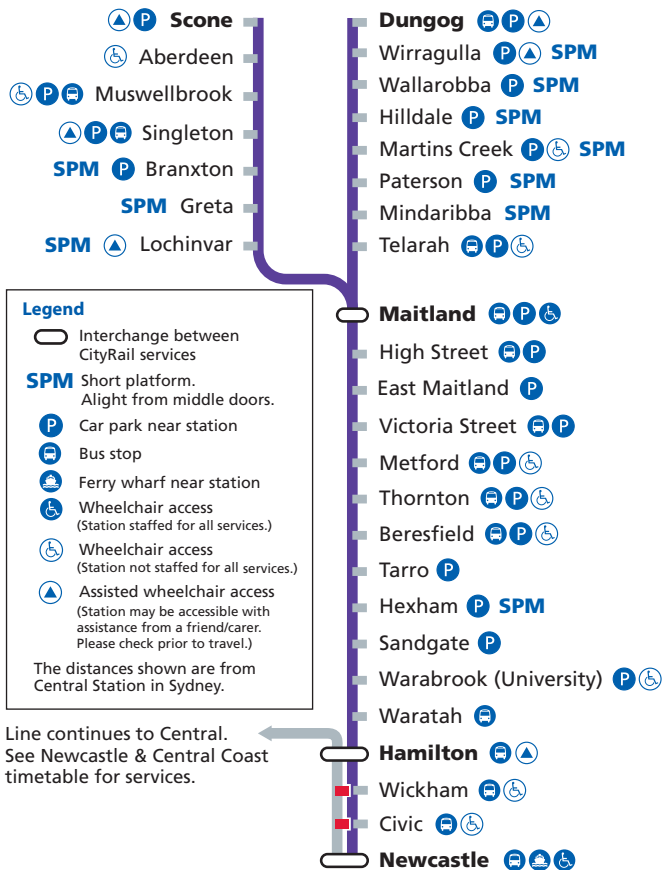 Scone
Aberdeen
P Muswellbrook
P Singleton
SPM P Branxton
SPM Greta
SPM Lochinvar
Dungog P
Wirragulla P SPM
Wallarobba P SPM
Hilldale P SPM
Martins Creek P SPM
Paterson P SPM
Mindaribba SPM
Telarah P
Maitland P
High Street P
East Maitland P
Victoria Street P
Metford P
Thornton P
Beresfield P
Tarro P
Hexham P SPM
Sandgate P
Warabrook (University) P
Waratah
Hamilton
Wickham
Civic
Newcastle
Legend
Interchange between
CityRail services
SPM Short platform.
Alight from middle doors.
P Car park near station
Bus stop
Ferry wharf near station
Wheelchair access
(Station staffed for all services.)
Wheelchair access
(Station not staffed for all services.)
Assisted wheelchair access
(Station may be accessible with
assistance from a friend/carer.
Please check prior to travel.)
The distances shown are from
Central Station in Sydney.
Line continues to Central.
See Newcastle & Central Coast
timetable for services.